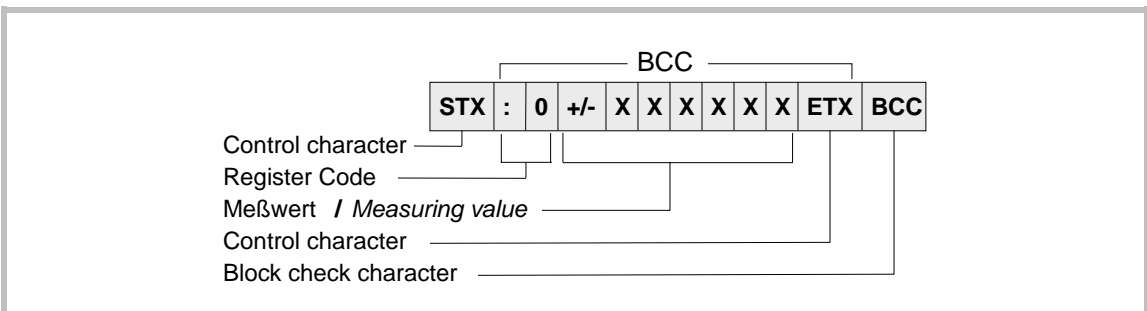 BCC
STX : 0 +/- X X X X X X ETX BCC
Control character
Register Code
Meßwert / Measuring value
Control character
Block check character